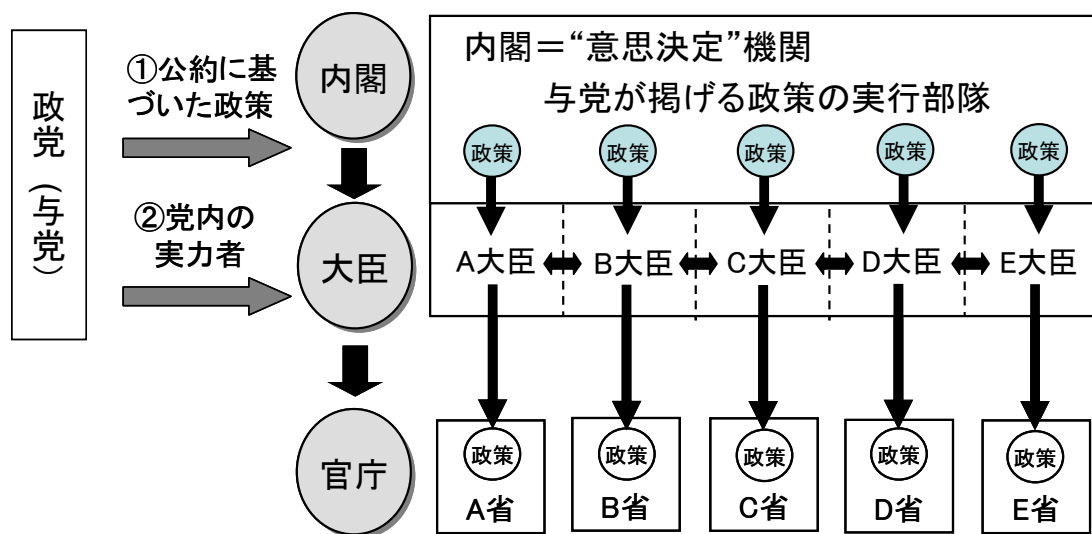 政党（与党）
①公約に基
づいた政策
②党内の
実力者
内閣
大臣
官庁
内閣＝“意思決定”機関
与党が掲げる政策の実行部隊
政策 政策 政策 政策 政策
A大臣 B大臣 C大臣 D大臣 E大臣
政策 政策 政策 政策 政策
A省 B省 C省 D省 E省